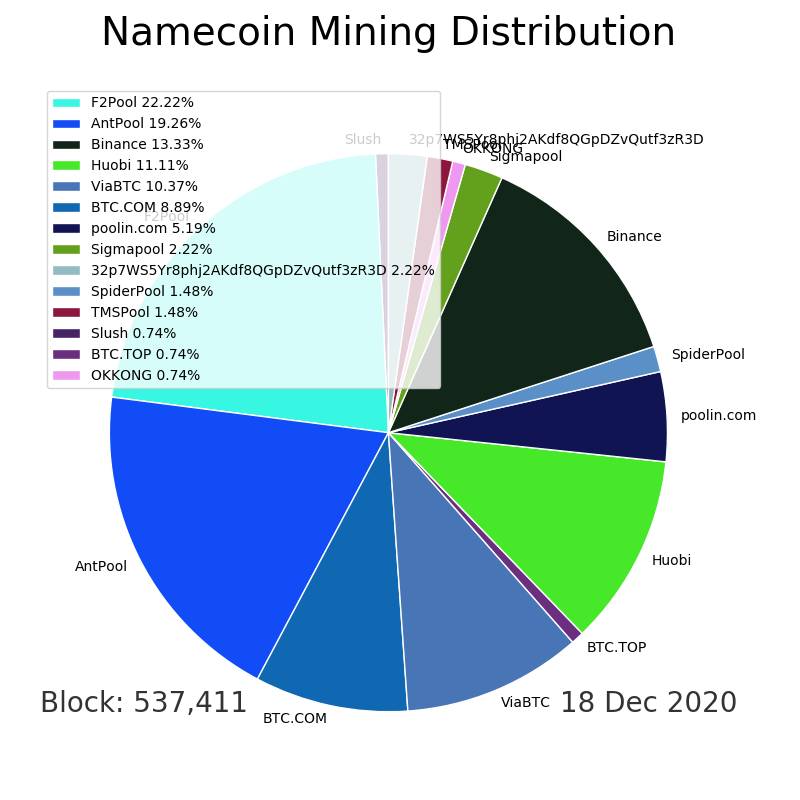 Namecoin Mining Distribution
F2Pool 22.22%
AntPool 19.26%
Binance 13.33%
Huobi 11.11%
ViaBTC 10.37%
BTC.COM 8.89%
poolin.com 5.19%
Sigmapool 2.22%
32p7WS5Yr8phj2AKdf8QGpDZvQutf3zR3D 2.22%
SpiderPool 1.48%
TMSPool 1.48%
Slush 0.74%
BTC.TOP 0.74%
OKKONG 0.74%
Slush
32p7WS5Yr8phj2AKdf8QGpDZvQutf3zR3D
TMSPool
OKKONG
Sigmapool
F2Pool
Binance
SpiderPool
poolin.com
Huobi
AntPool
BTC.TOP
ViaBTC
BTC.COM
Block: 537,411
18 Dec 2020